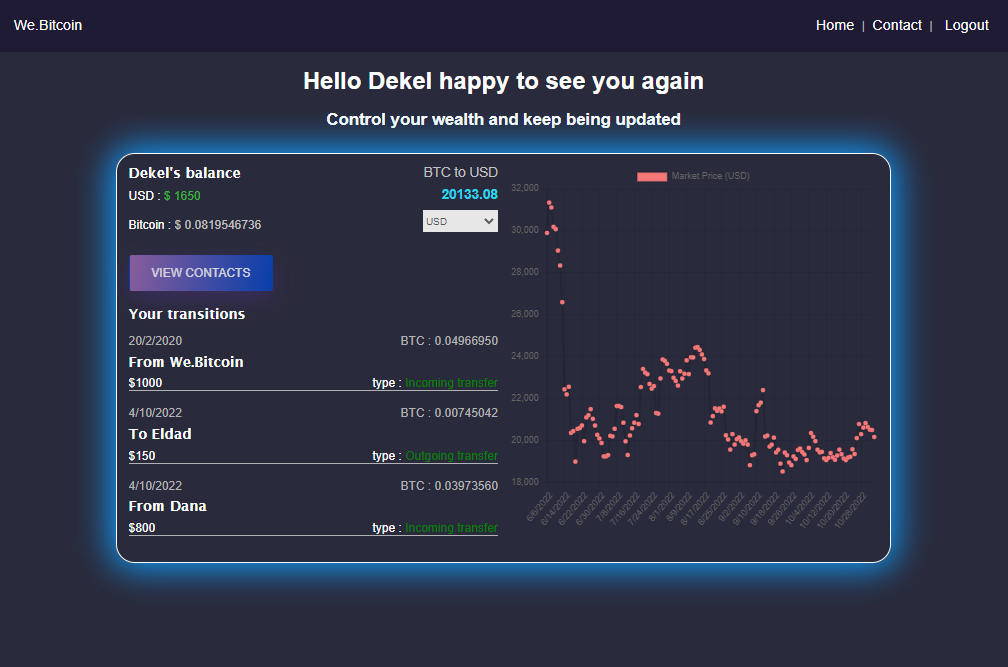 We.Bitcoin
Home | Contact | Logout
Hello Dekel happy to see you again
Control your wealth and keep being updated
Dekel's balance
USD : $ 1650
Bitcoin : $ 0.0819546736
BTC to USD
20133.08
USD
VIEW CONTACTS
Your transitions
20/2/2020 BTC : 0.04966950
From We.Bitcoin
$1000 type : Incoming transfer
4/10/2022 BTC : 0.00745042
To Eldad
$150 type : Outgoing transfer
4/10/2022 BTC : 0.03973560
From Dana
$800 type : Incoming transfer
Market Price (USD)
32,000
30,000
28,000
26,000
24,000
22,000
20,000
18,000
6/6/2022
6/14/2022
6/22/2022
6/30/2022
7/8/2022
7/16/2022
7/24/2022
8/1/2022
8/9/2022
8/17/2022
8/25/2022
9/2/2022
9/10/2022
9/18/2022
9/26/2022
10/4/2022
10/12/2022
10/20/2022
10/28/2022